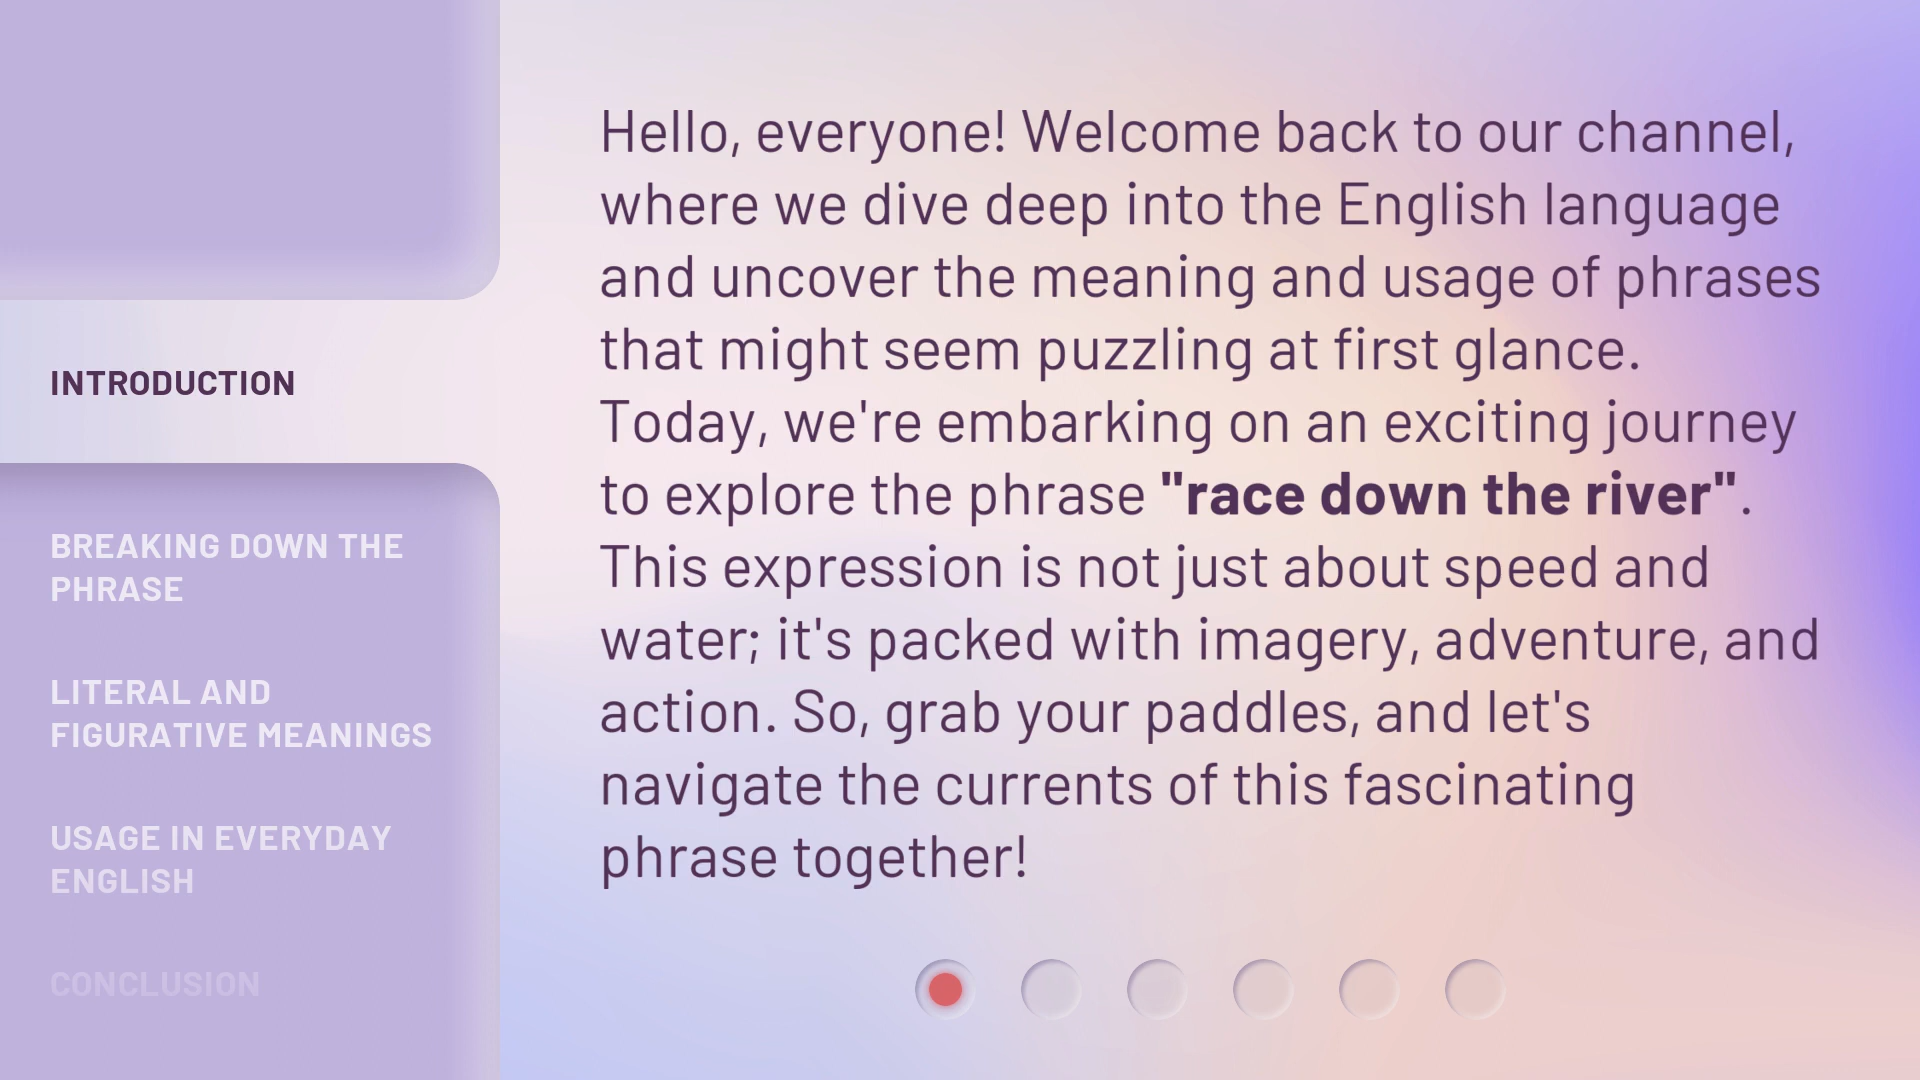 INTRODUCTION
BREAKING DOWN THE
PHRASE
LITERAL AND
FIGURATIVE MEANINGS
USAGE IN EVERYDAY
ENGLISH
CONCLUSION
Hello, everyone! Welcome back to our channel,
where we dive deep into the English language
and uncover the meaning and usage of phrases
that might seem puzzling at first glance.
Today, we're embarking on an exciting journey
to explore the phrase "race down the river".
This expression is not just about speed and
water; it's packed with imagery, adventure, and
action. So, grab your paddles, and let's
navigate the currents of this fascinating
phrase together!